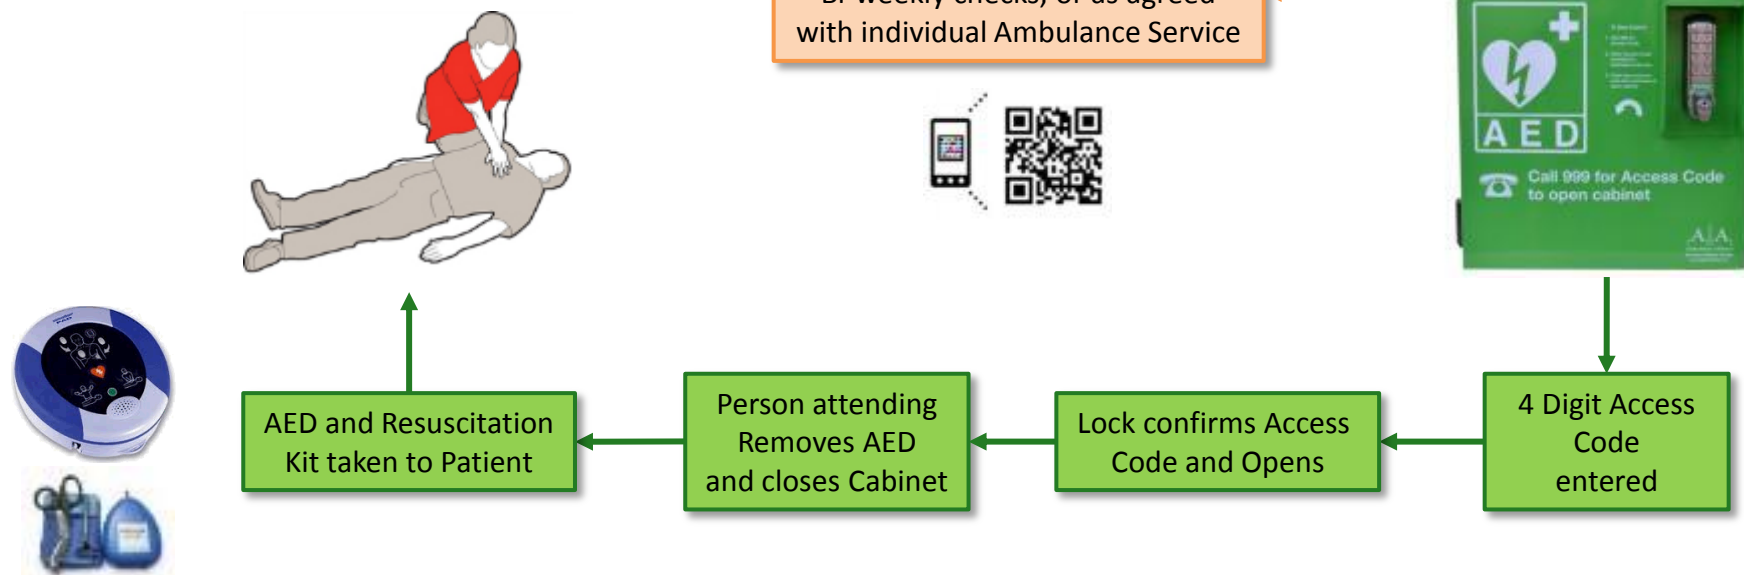 with individual Ambulance Service
AED
Call 999 for Access Code
to open cabinet
AED and Resuscitation
Kit taken to Patient
Person attending
Removes AED
and closes Cabinet
Lock confirms Access
Code and Opens
4 Digit Access
Code
entered